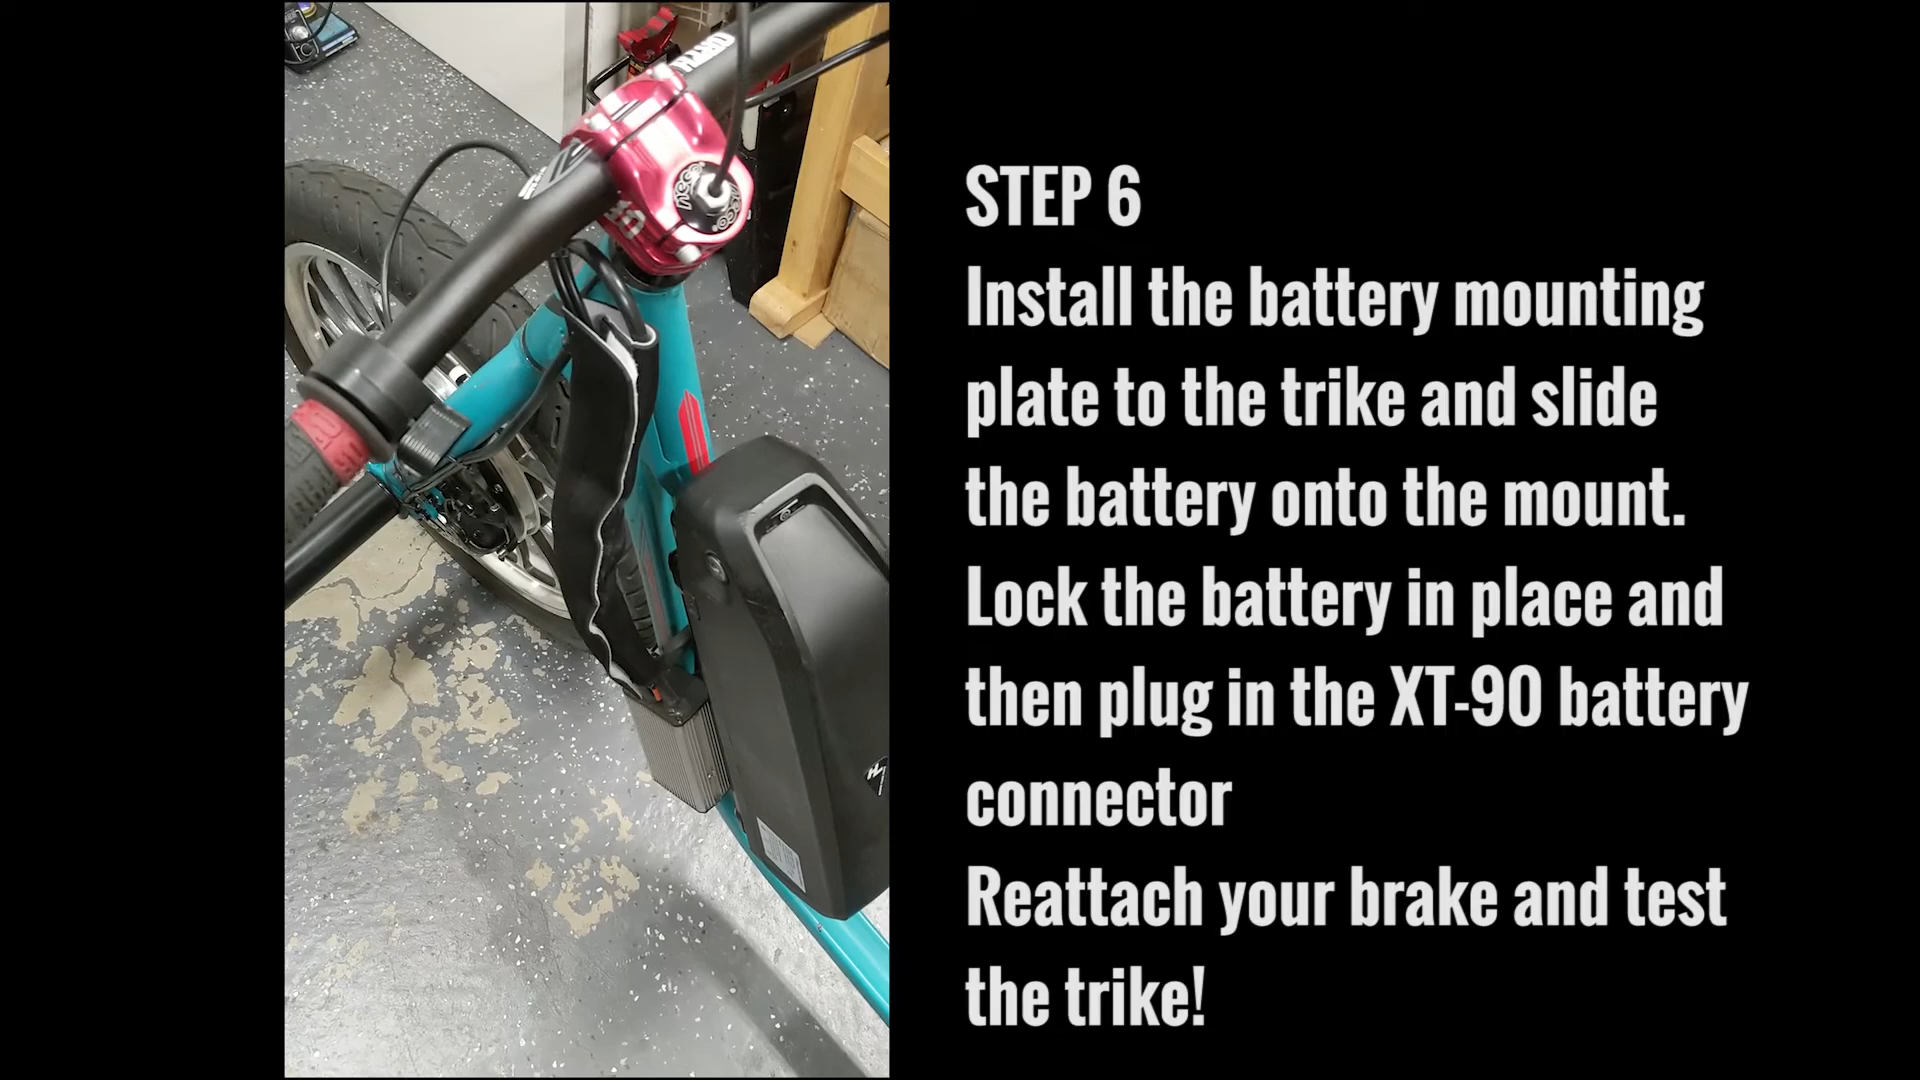 STEP 6
Install the battery mounting
plate to the trike and slide
the battery onto the mount.
Lock the battery in place and
then plug in the XT-90 battery
connector
Reattach your brake and test
the trike!